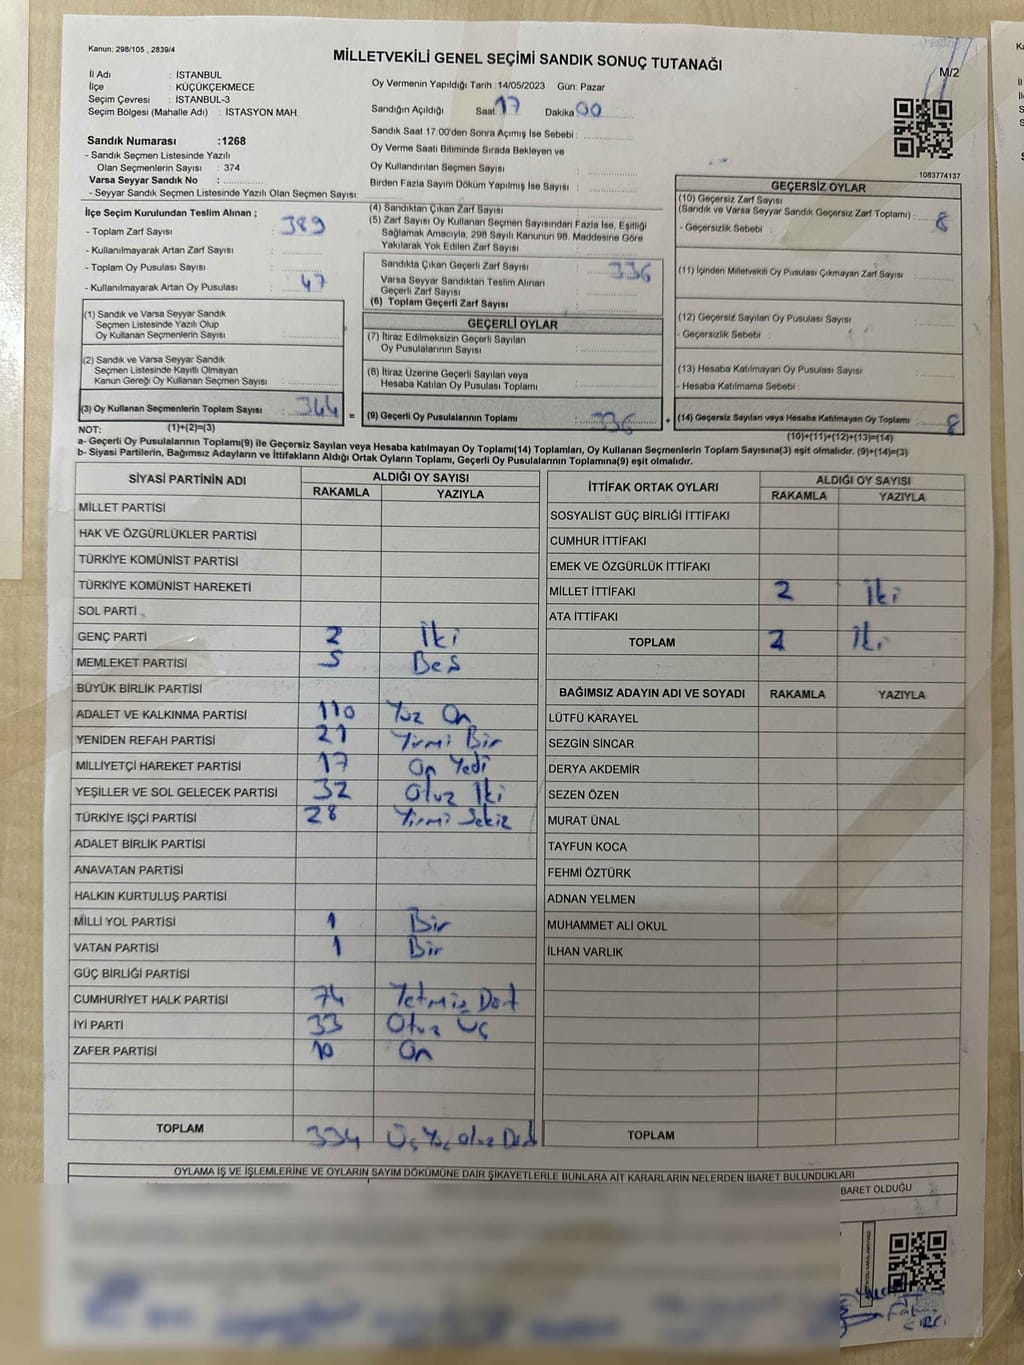 Kanun: 298/105 , 2839/4
MİLLETVEKİLİ GENEL SEÇİMİ SANDIK SONUÇ TUTANAĞI
M/2
İl Adı : İSTANBUL
İlçe : KÜÇÜKÇEKMECE
Seçim Çevresi : İSTANBUL-3
Seçim Bölgesi (Mahalle Adı) : İSTASYON MAH.
Sandık Numarası :1268
- Sandık Seçmen Listesinde Yazılı
Olan Seçmenlerin Sayısı : 374
Varsa Seyyar Sandık No :
- Seyyar Sandık Seçmen Listesinde Yazılı Olan Seçmen Sayısı:
Oy Vermenin Yapıldığı Tarih :14/05/2023 Gün: Pazar
Sandığın Açıldığı Saat 17 Dakika 00
Sandık Saat 17:00'den Sonra Açımış İse Sebebi :
Oy Verme Saati Bitiminde Sırada Bekleyen ve
Oy Kullandırılan Seçmen Sayısı :
Birden Fazla Sayım Döküm Yapılmış İse Sayısı :
1083774137
İlçe Seçim Kurulundan Teslim Alınan ;
- Toplam Zarf Sayısı : 389
- Kullanılmayarak Artan Zarf Sayısı :
- Toplam Oy Pusulası Sayısı :
- Kullanılmayarak Artan Oy Pusulası : 47
(4) Sandıktan Çıkan Zarf Sayısı :
(5) Zarf Sayısı Oy Kullanan Seçmen Sayısından Fazla İse, Eşitliği
Sağlamak Amacıyla, 298 Sayılı Kanunun 98. Maddesine Göre
Yakılarak Yok Edilen Zarf Sayısı :
Sandıkta Çıkan Geçerli Zarf Sayısı : 336
Varsa Seyyar Sandıktan Teslim Alınan
Geçerli Zarf Sayısı :
(6) Toplam Geçerli Zarf Sayısı :
GEÇERSİZ OYLAR
(10) Geçersiz Zarf Sayısı
(Sandık ve Varsa Seyyar Sandık Geçersiz Zarf Toplamı) : 8
- Geçersizlik Sebebi :
(11) İçinden Milletvekili Oy Pusulası Çıkmayan Zarf Sayısı :
(12) Geçersiz Sayılan Oy Pusulası Sayısı :
- Geçersizlik Sebebi :
(13) Hesaba Katılmayan Oy Pusulası Sayısı :
- Hesaba Katılmama Sebebi :
(14) Geçersiz Sayılan veya Hesaba Katılmayan Oy Toplamı : 8
(10)+(11)+(12)+(13)=(14)
(1) Sandık ve Varsa Seyyar Sandık
Seçmen Listesinde Yazılı Olup
Oy Kullanan Seçmenlerin Sayısı :
(2) Sandık ve Varsa Seyyar Sandık
Seçmen Listesinde Kayıtlı Olmayan
Kanun Gereği Oy Kullanan Seçmen Sayısı :
(3) Oy Kullanan Seçmenlerin Toplam Sayısı : 344 =
GEÇERLİ OYLAR
(7) İtiraz Edilmeksizin Geçerli Sayılan
Oy Pusulalarının Sayısı :
(8) İtiraz Üzerine Geçerli Sayılan veya
Hesaba Katılan Oy Pusulası Toplamı :
(9) Geçerli Oy Pusulalarının Toplamı : 336 +
NOT: (1)+(2)=(3)
a- Geçerli Oy Pusulalarının Toplamı(9) ile Geçersiz Sayılan veya Hesaba katılmayan Oy Toplamı(14) Toplamları, Oy Kullanan Seçmenlerin Toplam Sayısına(3) eşit olmalıdır. (9)+(14)=(3)
b- Siyasi Partilerin, Bağımsız Adayların ve İttifakların Aldığı Ortak Oyların Toplamı, Geçerli Oy Pusulalarının Toplamına(9) eşit olmalıdır.
SİYASİ PARTİNİN ADI ALDIĞI OY SAYISI
RAKAMLA YAZIYLA
MİLLET PARTİSİ
HAK VE ÖZGÜRLÜKLER PARTİSİ
TÜRKİYE KOMÜNİST PARTİSİ
TÜRKİYE KOMÜNİST HAREKETİ
SOL PARTİ
GENÇ PARTİ 2 İki
MEMLEKET PARTİSİ 5 Beş
BÜYÜK BİRLİK PARTİSİ
ADALET VE KALKINMA PARTİSİ 110 Yüz On
YENİDEN REFAH PARTİSİ 21 Yirmi Bir
MİLLİYETÇİ HAREKET PARTİSİ 17 On Yedi
YEŞİLLER VE SOL GELECEK PARTİSİ 32 Otuz İki
TÜRKİYE İŞÇİ PARTİSİ 28 Yirmi Sekiz
ADALET BİRLİK PARTİSİ
ANAVATAN PARTİSİ
HALKIN KURTULUŞ PARTİSİ
MİLLİ YOL PARTİSİ 1 Bir
VATAN PARTİSİ 1 Bir
GÜÇ BİRLİĞİ PARTİSİ
CUMHURİYET HALK PARTİSİ 74 Yetmiş Dört
İYİ PARTİ 33 Otuz Üç
ZAFER PARTİSİ 10 On
TOPLAM 334 Üç Yüz Otuz Dört
İTTİFAK ORTAK OYLARI ALDIĞI OY SAYISI
RAKAMLA YAZIYLA
SOSYALİST GÜÇ BİRLİĞİ İTTİFAKI
CUMHUR İTTİFAKI
EMEK VE ÖZGÜRLÜK İTTİFAKI
MİLLET İTTİFAKI 2 İki
ATA İTTİFAKI
TOPLAM 2 İki
BAĞIMSIZ ADAYIN ADI VE SOYADI RAKAMLA YAZIYLA
LÜTFÜ KARAYEL
SEZGİN SİNCAR
DERYA AKDEMİR
SEZEN ÖZEN
MURAT ÜNAL
TAYFUN KOCA
FEHMİ ÖZTÜRK
ADNAN YELMEN
MUHAMMET ALİ OKUL
İLHAN VARLIK
TOPLAM
OYLAMA İŞ VE İŞLEMLERİNE VE OYLARIN SAYIM DÖKÜMÜNE DAİR ŞİKAYETLERLE BUNLARA AİT KARARLARIN NELERDEN İBARET BULUNDUKLARI
BARET OLDUĞU